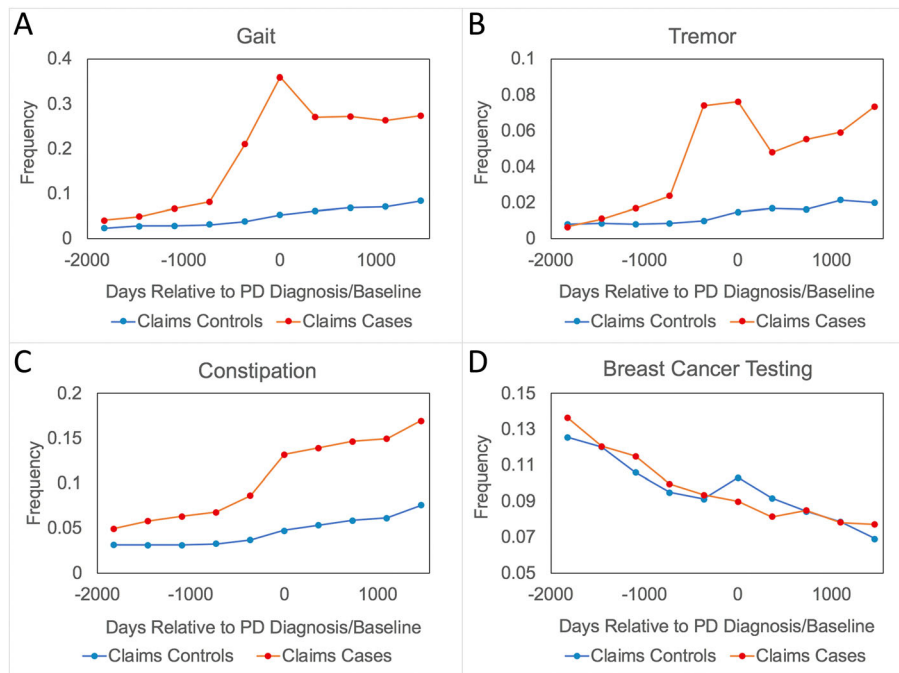 A
Gait
0.4
0.3
0.2
0.1
0
Frequency
-2000 -1000 0 1000
Days Relative to PD Diagnosis/Baseline
Claims Controls Claims Cases
B
Tremor
0.1
0.08
0.06
0.04
0.02
0
Frequency
-2000 -1000 0 1000
Days Relative to PD Diagnosis/Baseline
Claims Controls Claims Cases
C
Constipation
0.2
0.15
0.1
0.05
0
Frequency
-2000 -1000 0 1000
Days Relative to PD Diagnosis/Baseline
Claims Controls Claims Cases
D
Breast Cancer Testing
0.15
0.13
0.11
0.09
0.07
0.05
Frequency
-2000 -1000 0 1000
Days Relative to PD Diagnosis/Baseline
Claims Controls Claims Cases